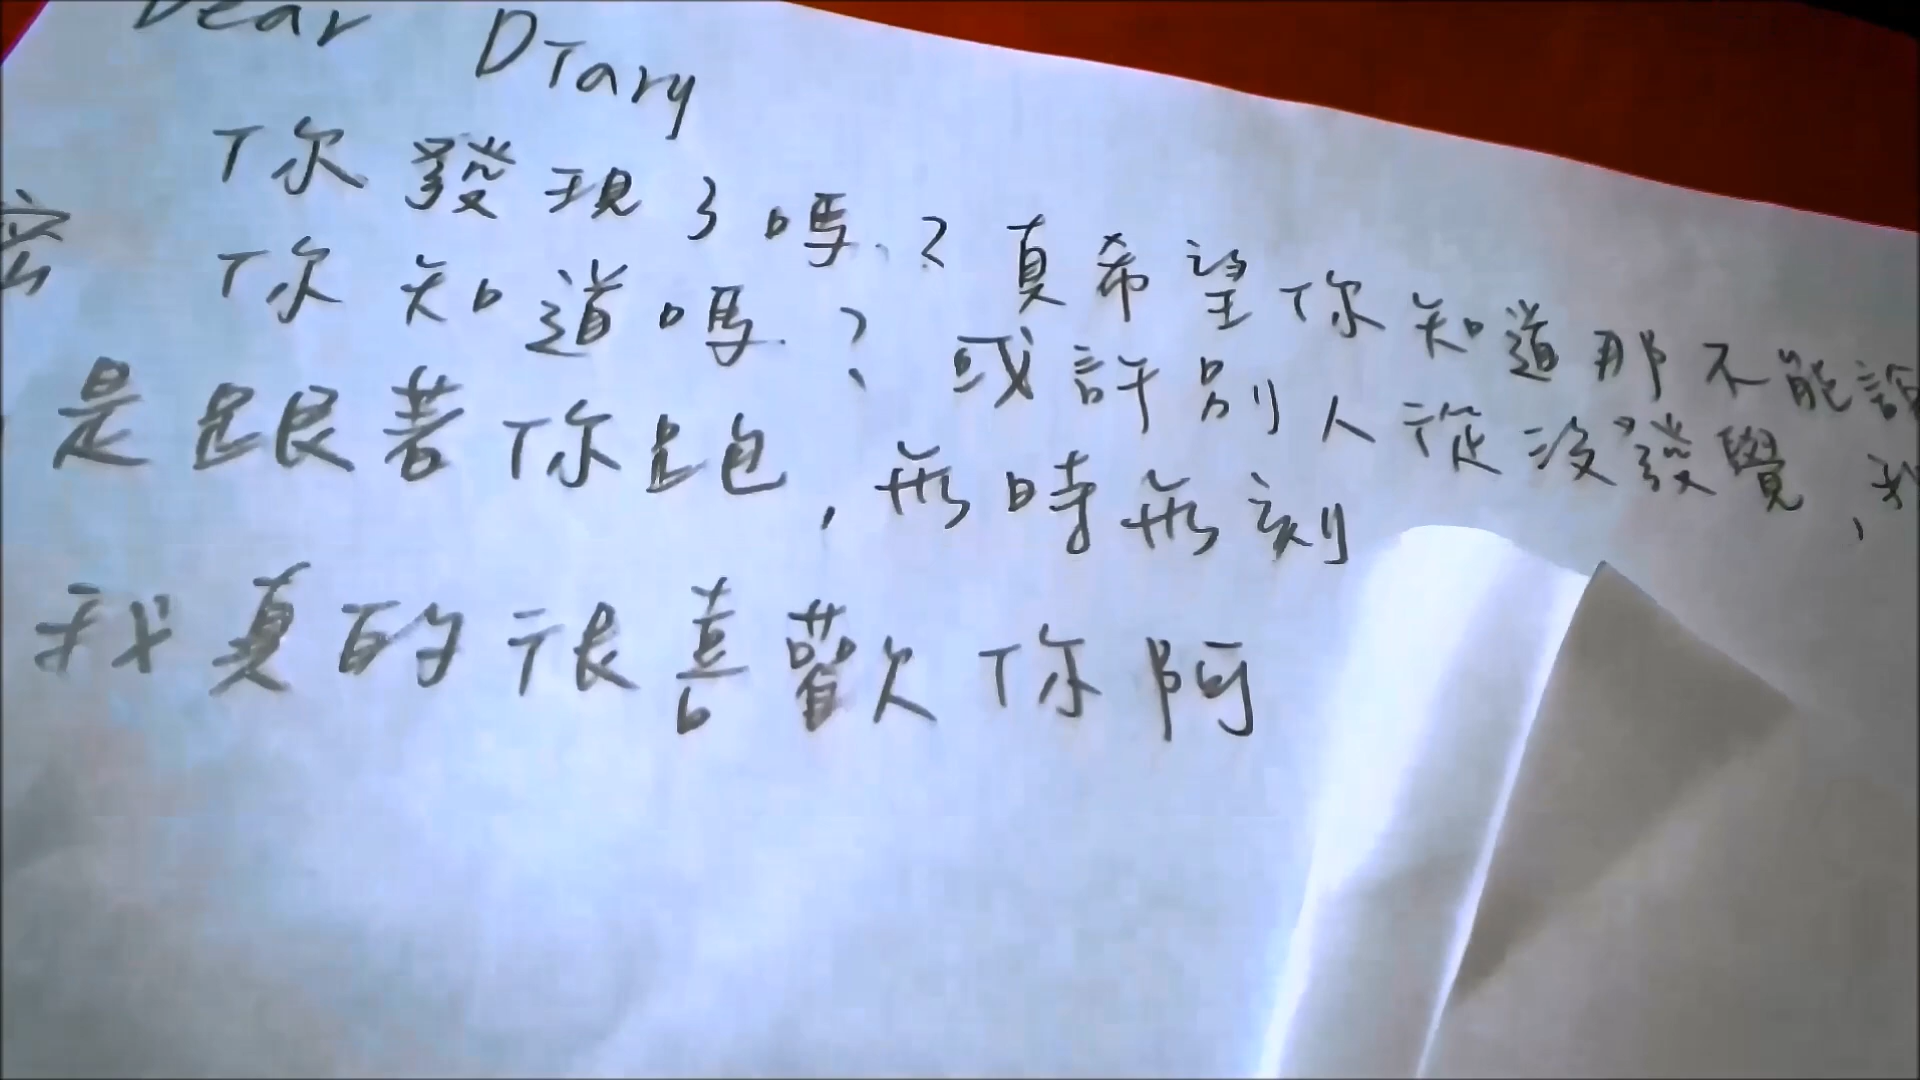 Dear Diary
你發現了嗎？真希望你知道那不能說
密
你知道嗎？或許別人從沒發覺，我
是跟著你跑，無時無刻
我真的很喜歡你阿